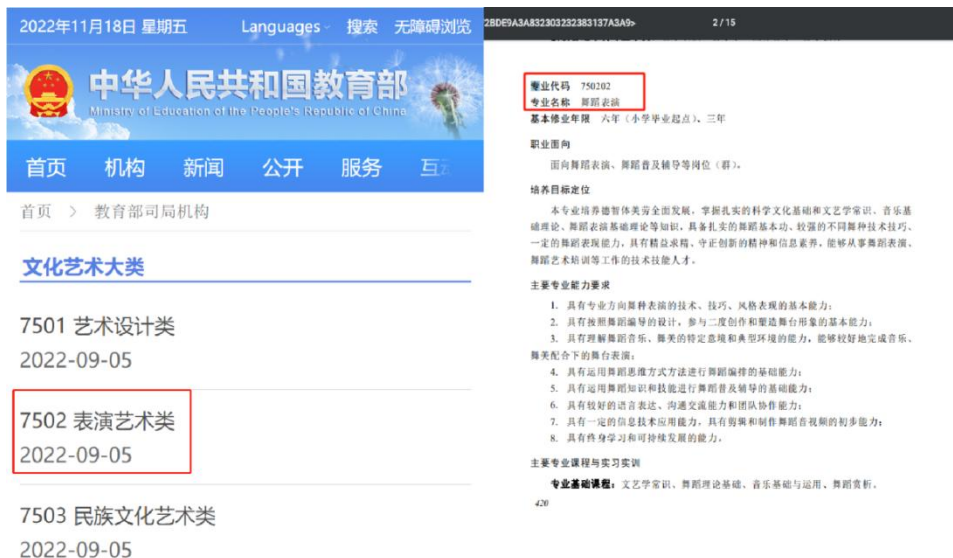 2022年11月18日 星期五 Languages 搜索 无障碍浏览
中华人民共和国教育部
Ministry of Education of the People's Republic of China
首页 机构 新闻 公开 服务
首页 > 教育部司局机构
文化艺术大类
7501 艺术设计类
2022-09-05
7502 表演艺术类
2022-09-05
7503 民族文化艺术类
2022-09-05
2BDE9A3A832303232383137A3A9> 2 / 15
专业代码 750202
专业名称 舞蹈表演
基本修业年限 六年（小学毕业起点）、三年
职业面向
面向舞蹈表演、舞蹈普及辅导等岗位（群）。
培养目标定位
本专业培养德智体美劳全面发展，掌握扎实的科学文化基础和文艺学常识、音乐基
础理论、舞蹈表演基础理论等知识，具备扎实的舞蹈基本功、较强的不同舞种技术技巧、
一定的舞蹈表现能力，具有精益求精、守正创新的精神和信息素养，能够从事舞蹈表演、
舞蹈艺术培训等工作的技术技能人才。
主要专业能力要求
1. 具有专业方向舞种表演的技术、技巧、风格表现的基本能力；
2. 具有按照舞蹈编导的设计，参与二度创作和塑造舞台形象的基本能力；
3. 具有理解舞蹈音乐、舞美的特定意境和典型环境的能力，能够较好地完成音乐、
舞美配合下的舞台表演；
4. 具有运用舞蹈思维方式方法进行舞蹈编排的基础能力；
5. 具有运用舞蹈知识和技能进行舞蹈普及辅导的基础能力；
6. 具有较好的语言表达、沟通交流能力和团队协作能力；
7. 具有一定的信息技术应用能力，具有剪辑和制作舞蹈音视频的初步能力；
8. 具有终身学习和可持续发展的能力。
主要专业课程与实习实训
专业基础课程：文艺学常识、舞蹈理论基础、音乐基础与运用、舞蹈赏析。
420